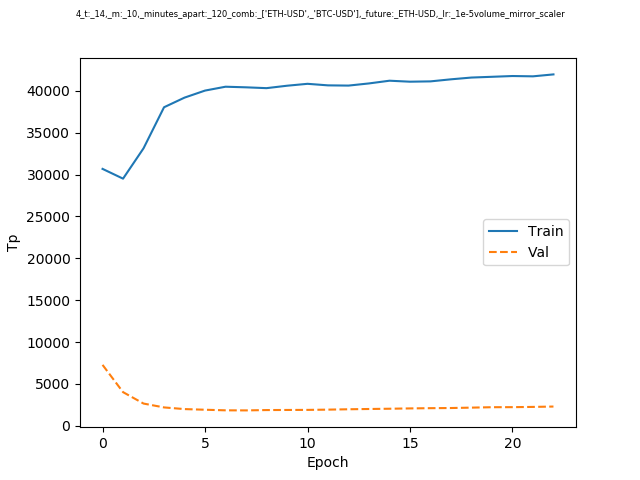 4_t:_14,_m:_10,_minutes_apart:_120_comb:_['ETH-USD',_'BTC-USD'],_future:_ETH-USD,_lr:_1e-5volume_mirror_scaler
40000
35000
30000
25000
20000
15000
10000
5000
0
Tp
Train
Val
0 5 10 15 20
Epoch